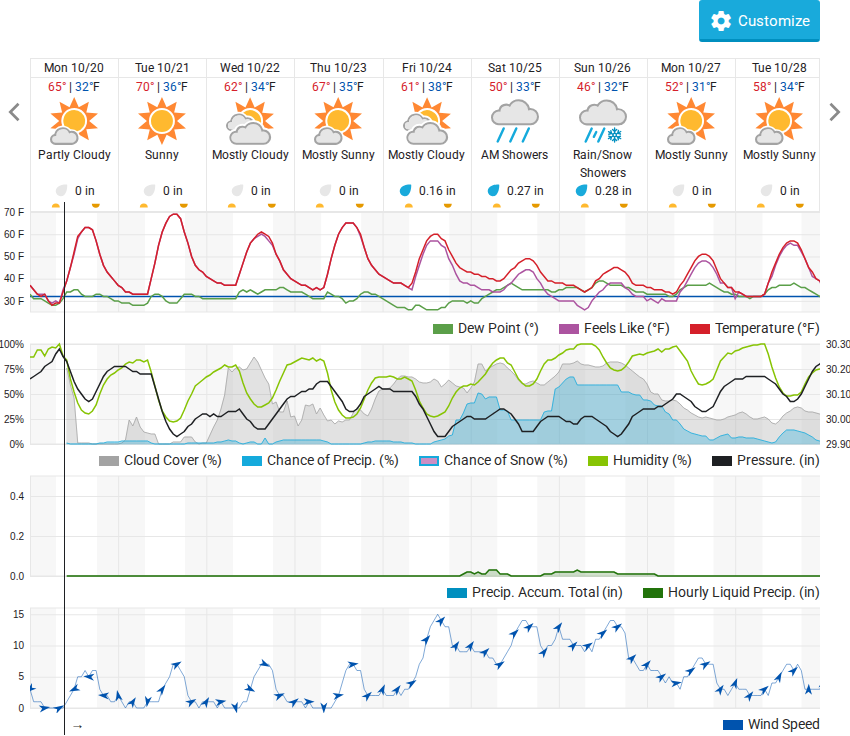 Customize
Mon 10/20 Tue 10/21 Wed 10/22 Thu 10/23 Fri 10/24 Sat 10/25 Sun 10/26 Mon 10/27 Tue 10/28
65° | 32°F 70° | 36°F 62° | 34°F 67° | 35°F 61° | 38°F 50° | 33°F 46° | 32°F 52° | 31°F 58° | 34°F
Partly Cloudy Sunny Mostly Cloudy Mostly Sunny Mostly Cloudy AM Showers Rain/Snow Mostly Sunny Mostly Sunny
Showers
0 in 0 in 0 in 0 in 0.16 in 0.27 in 0.28 in 0 in 0 in
70 F
60 F
50 F
40 F
30 F
Dew Point (°) Feels Like (°F) Temperature (°F)
100% 30.30
75% 30.20
50% 30.10
25% 30.00
0% 29.90
Cloud Cover (%) Chance of Precip. (%) Chance of Snow (%) Humidity (%) Pressure. (in)
0.4
0.2
0.0
Precip. Accum. Total (in) Hourly Liquid Precip. (in)
15
10
5
0
→ Wind Speed